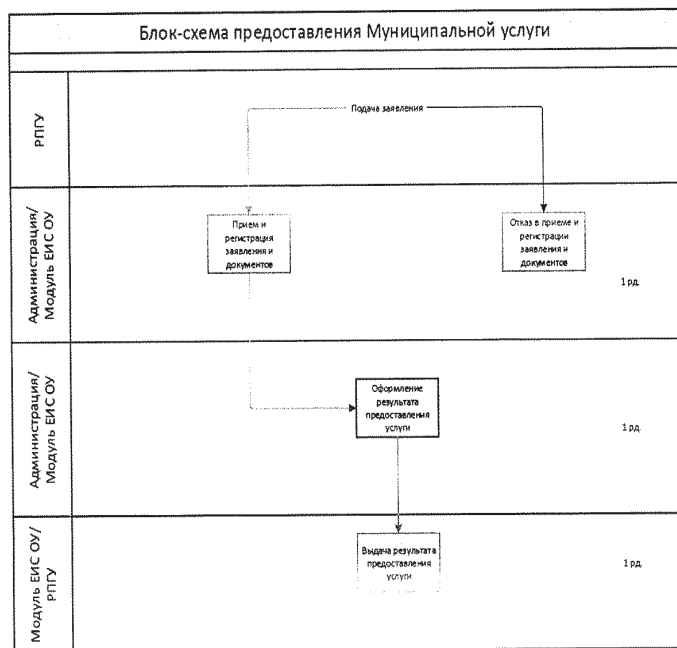 Блок-схема предоставления Муниципальной услуги
РПГУ
Подача заявления
Администрация/
Модуль ЕИС ОУ
Прием и
регистрация
заявления и
документов
Отказ в приеме и
регистрации
заявления и
документов
1 рд.
Администрация/
Модуль ЕИС ОУ
Оформление
результата
предоставления
услуги
1 рд.
Модуль ЕИС ОУ/
РПГУ
Выдача результата
предоставления
услуги
1 рд.